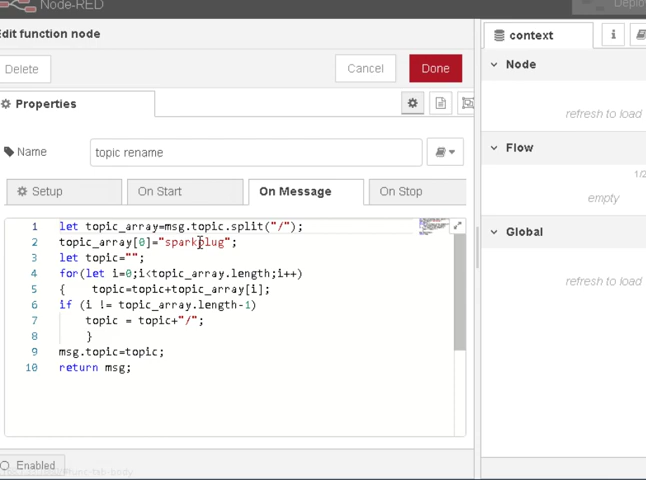 Node-RED
Deplo
Edit function node
Delete
Cancel
Done
Properties
Name
topic rename
Setup
On Start
On Message
On Stop
1 let topic_array=msg.topic.split("/");
2 topic_array[0]="sparkplug";
3 let topic="";
4 for(let i=0;i<topic_array.length;i++)
5 { topic=topic+topic_array[i];
6 if (i != topic_array.length-1)
7 topic = topic+"/";
8 }
9 msg.topic=topic;
10 return msg;
Enabled
context
i
Node
refresh to load
Flow
1/2
empty
Global
refresh to load